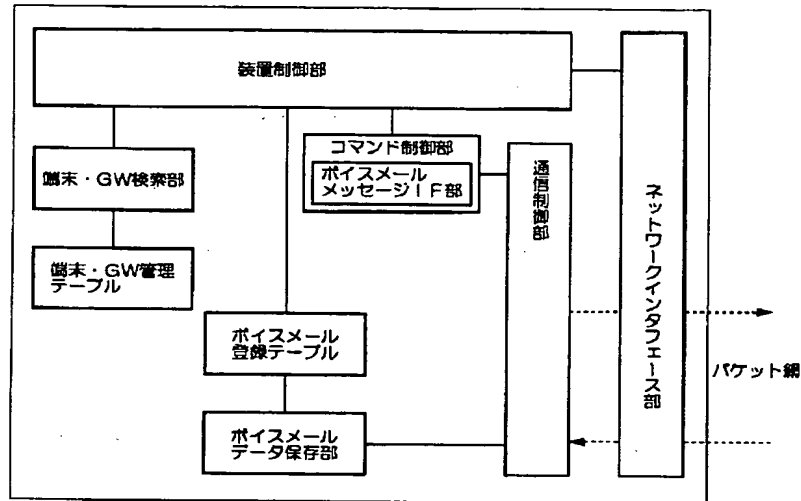 装置制御部
コマンド制御部
ボイスメール
メッセージIF部
端末・GW検索部
端末・GW管理
テーブル
通信制御部
ネットワークインタフェース部
ボイスメール
登録テーブル
パケット網
ボイスメール
データ保存部